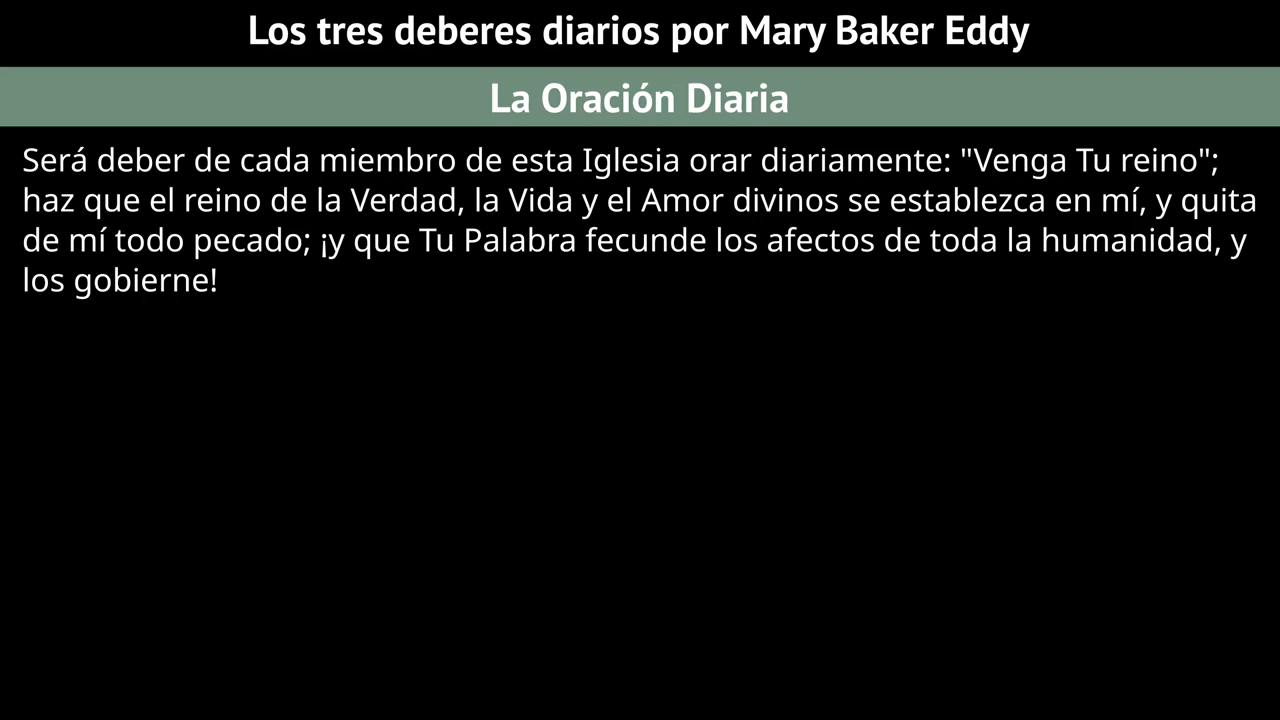 Los tres deberes diarios por Mary Baker Eddy
La Oración Diaria
Será deber de cada miembro de esta Iglesia orar diariamente: "Venga Tu reino";
haz que el reino de la Verdad, la Vida y el Amor divinos se establezca en mí, y quita
de mí todo pecado; ¡y que Tu Palabra fecunde los afectos de toda la humanidad, y
los gobierne!